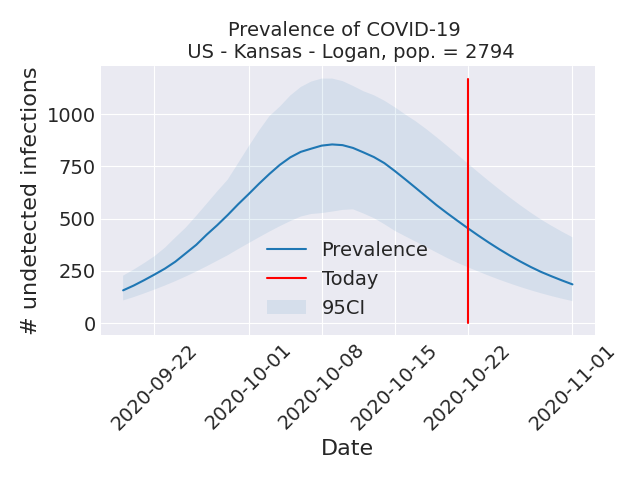 Prevalence of COVID-19
US - Kansas - Logan, pop. = 2794
# undetected infections
1000
750
500
250
0
Prevalence
Today
95CI
2020-09-22
2020-10-01
2020-10-08
2020-10-15
2020-10-22
2020-11-01
Date